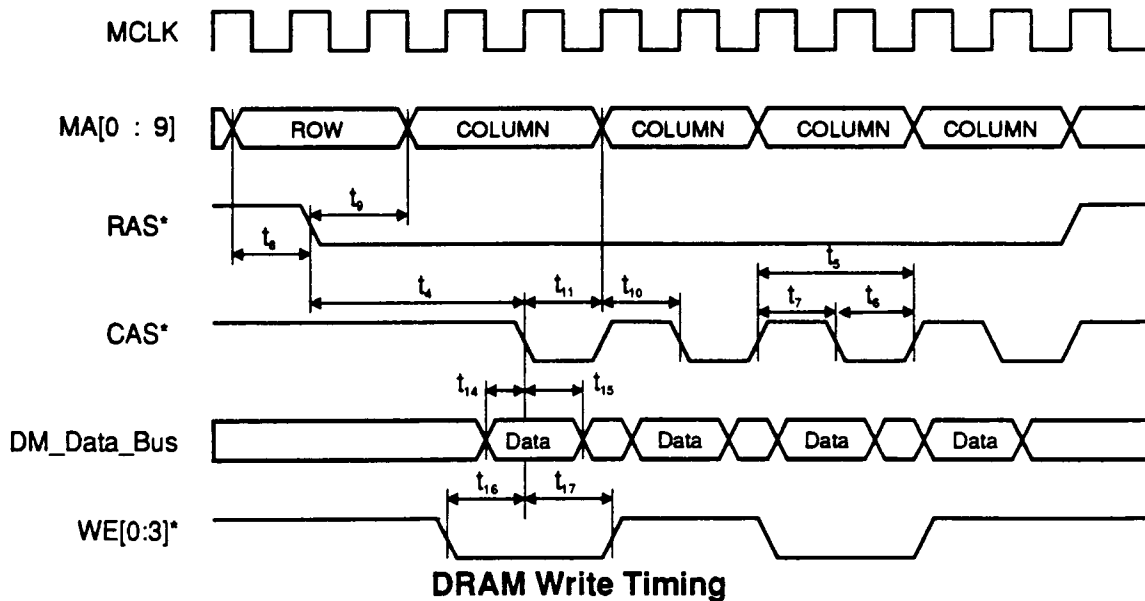 MCLK
MA[0 : 9] ROW COLUMN COLUMN COLUMN COLUMN
t9
RAS*
t8
t5
t4 t11 t10 t7 t6
CAS*
t14 t15
DM_Data_Bus Data Data Data Data
t16 t17
WE[0:3]*
DRAM Write Timing